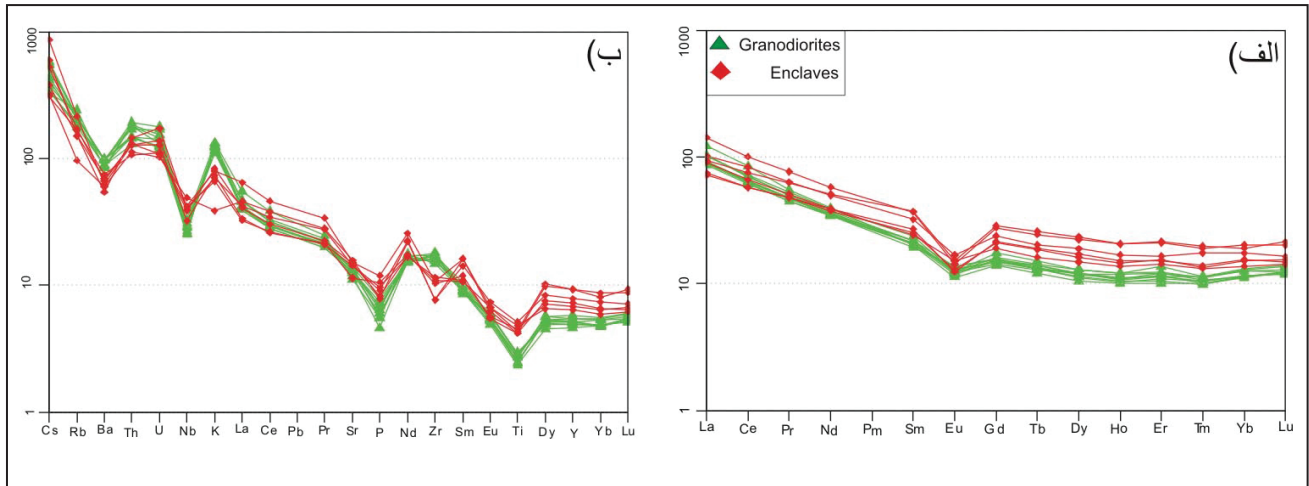 الف)
Granodiorites
Enclaves
1000
100
10
1
La Ce Pr Nd Pm Sm Eu Gd Tb Dy Ho Er Tm Yb Lu
ب)
1000
100
10
1
Cs Rb Ba Th U Nb K La Ce Pb Pr Sr P Nd Zr Sm Eu Ti Dy Y Yb Lu